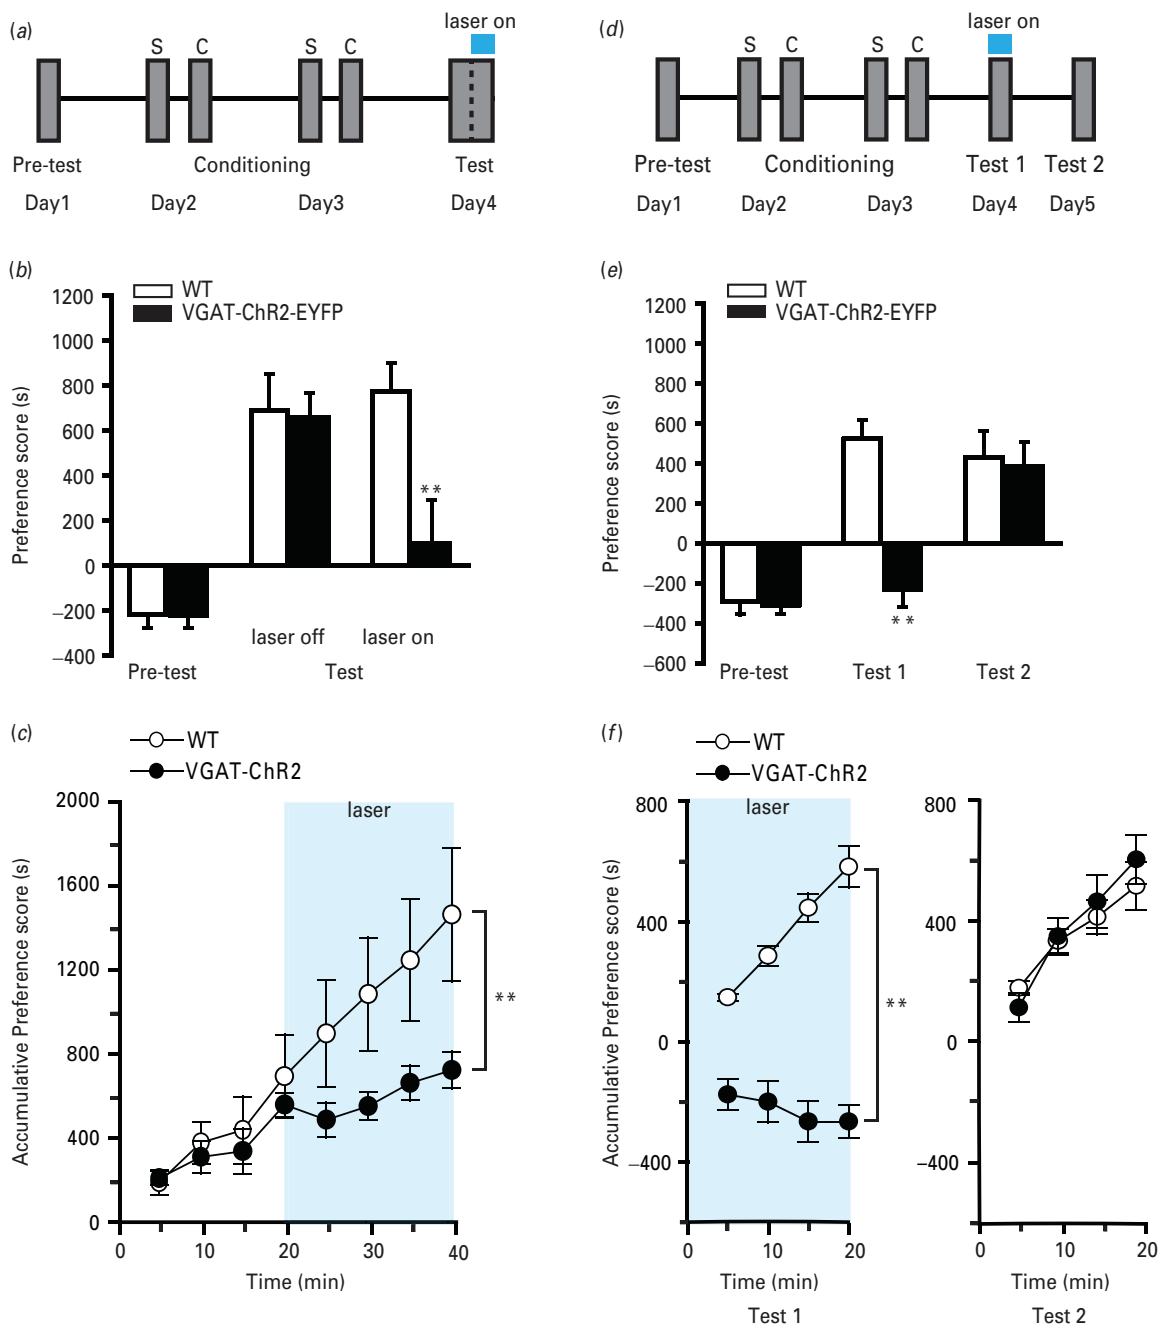 (a)
laser on
S C S C
Pre-test Conditioning Test
Day1 Day2 Day3 Day4
(b)
WT
VGAT-ChR2-EYFP
1200
1000
800
600
400
200
0
−200
−400
Preference score (s)
**
laser off laser on
Pre-test Test
(c)
WT
VGAT-ChR2
2000
1600
1200
800
400
0
Accumulative Preference score (s)
laser
**
0 10 20 30 40
Time (min)
(d)
laser on
S C S C
Pre-test Conditioning Test 1 Test 2
Day1 Day2 Day3 Day4 Day5
(e)
WT
VGAT-ChR2-EYFP
1200
1000
800
600
400
200
0
−200
−400
−600
Preference score (s)
**
Pre-test Test 1 Test 2
(f)
WT
VGAT-ChR2
800
400
0
−400
Accumulative Preference score (s)
laser
**
0 10 20
Time (min)
Test 1
800
400
0
−400
0 10 20
Time (min)
Test 2